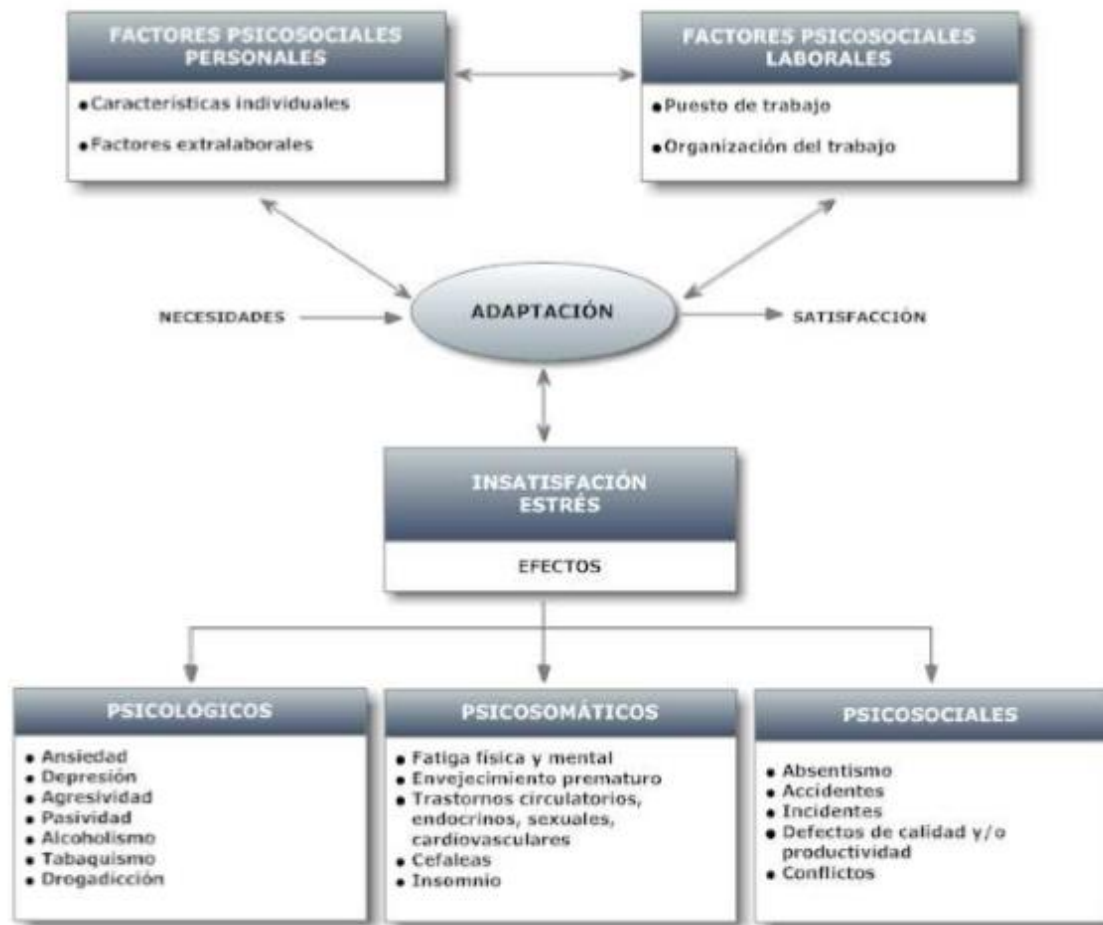 FACTORES PSICOSOCIALES
PERSONALES
●Características individuales
●Factores extralaborales
FACTORES PSICOSOCIALES
LABORALES
●Puesto de trabajo
●Organización del trabajo
NECESIDADES
ADAPTACIÓN
SATISFACCIÓN
INSATISFACIÓN
ESTRÉS
EFECTOS
PSICOLÓGICOS
● Ansiedad
● Depresión
● Agresividad
● Pasividad
● Alcoholismo
● Tabaquismo
● Drogadicción
PSICOSOMÁTICOS
● Fatiga física y mental
● Envejecimiento prematuro
● Trastornos circulatorios,
endocrinos, sexuales,
cardiovasculares
● Cefaleas
● Insomnio
PSICOSOCIALES
● Absentismo
● Accidentes
● Incidentes
● Defectos de calidad y/o
productividad
● Conflictos